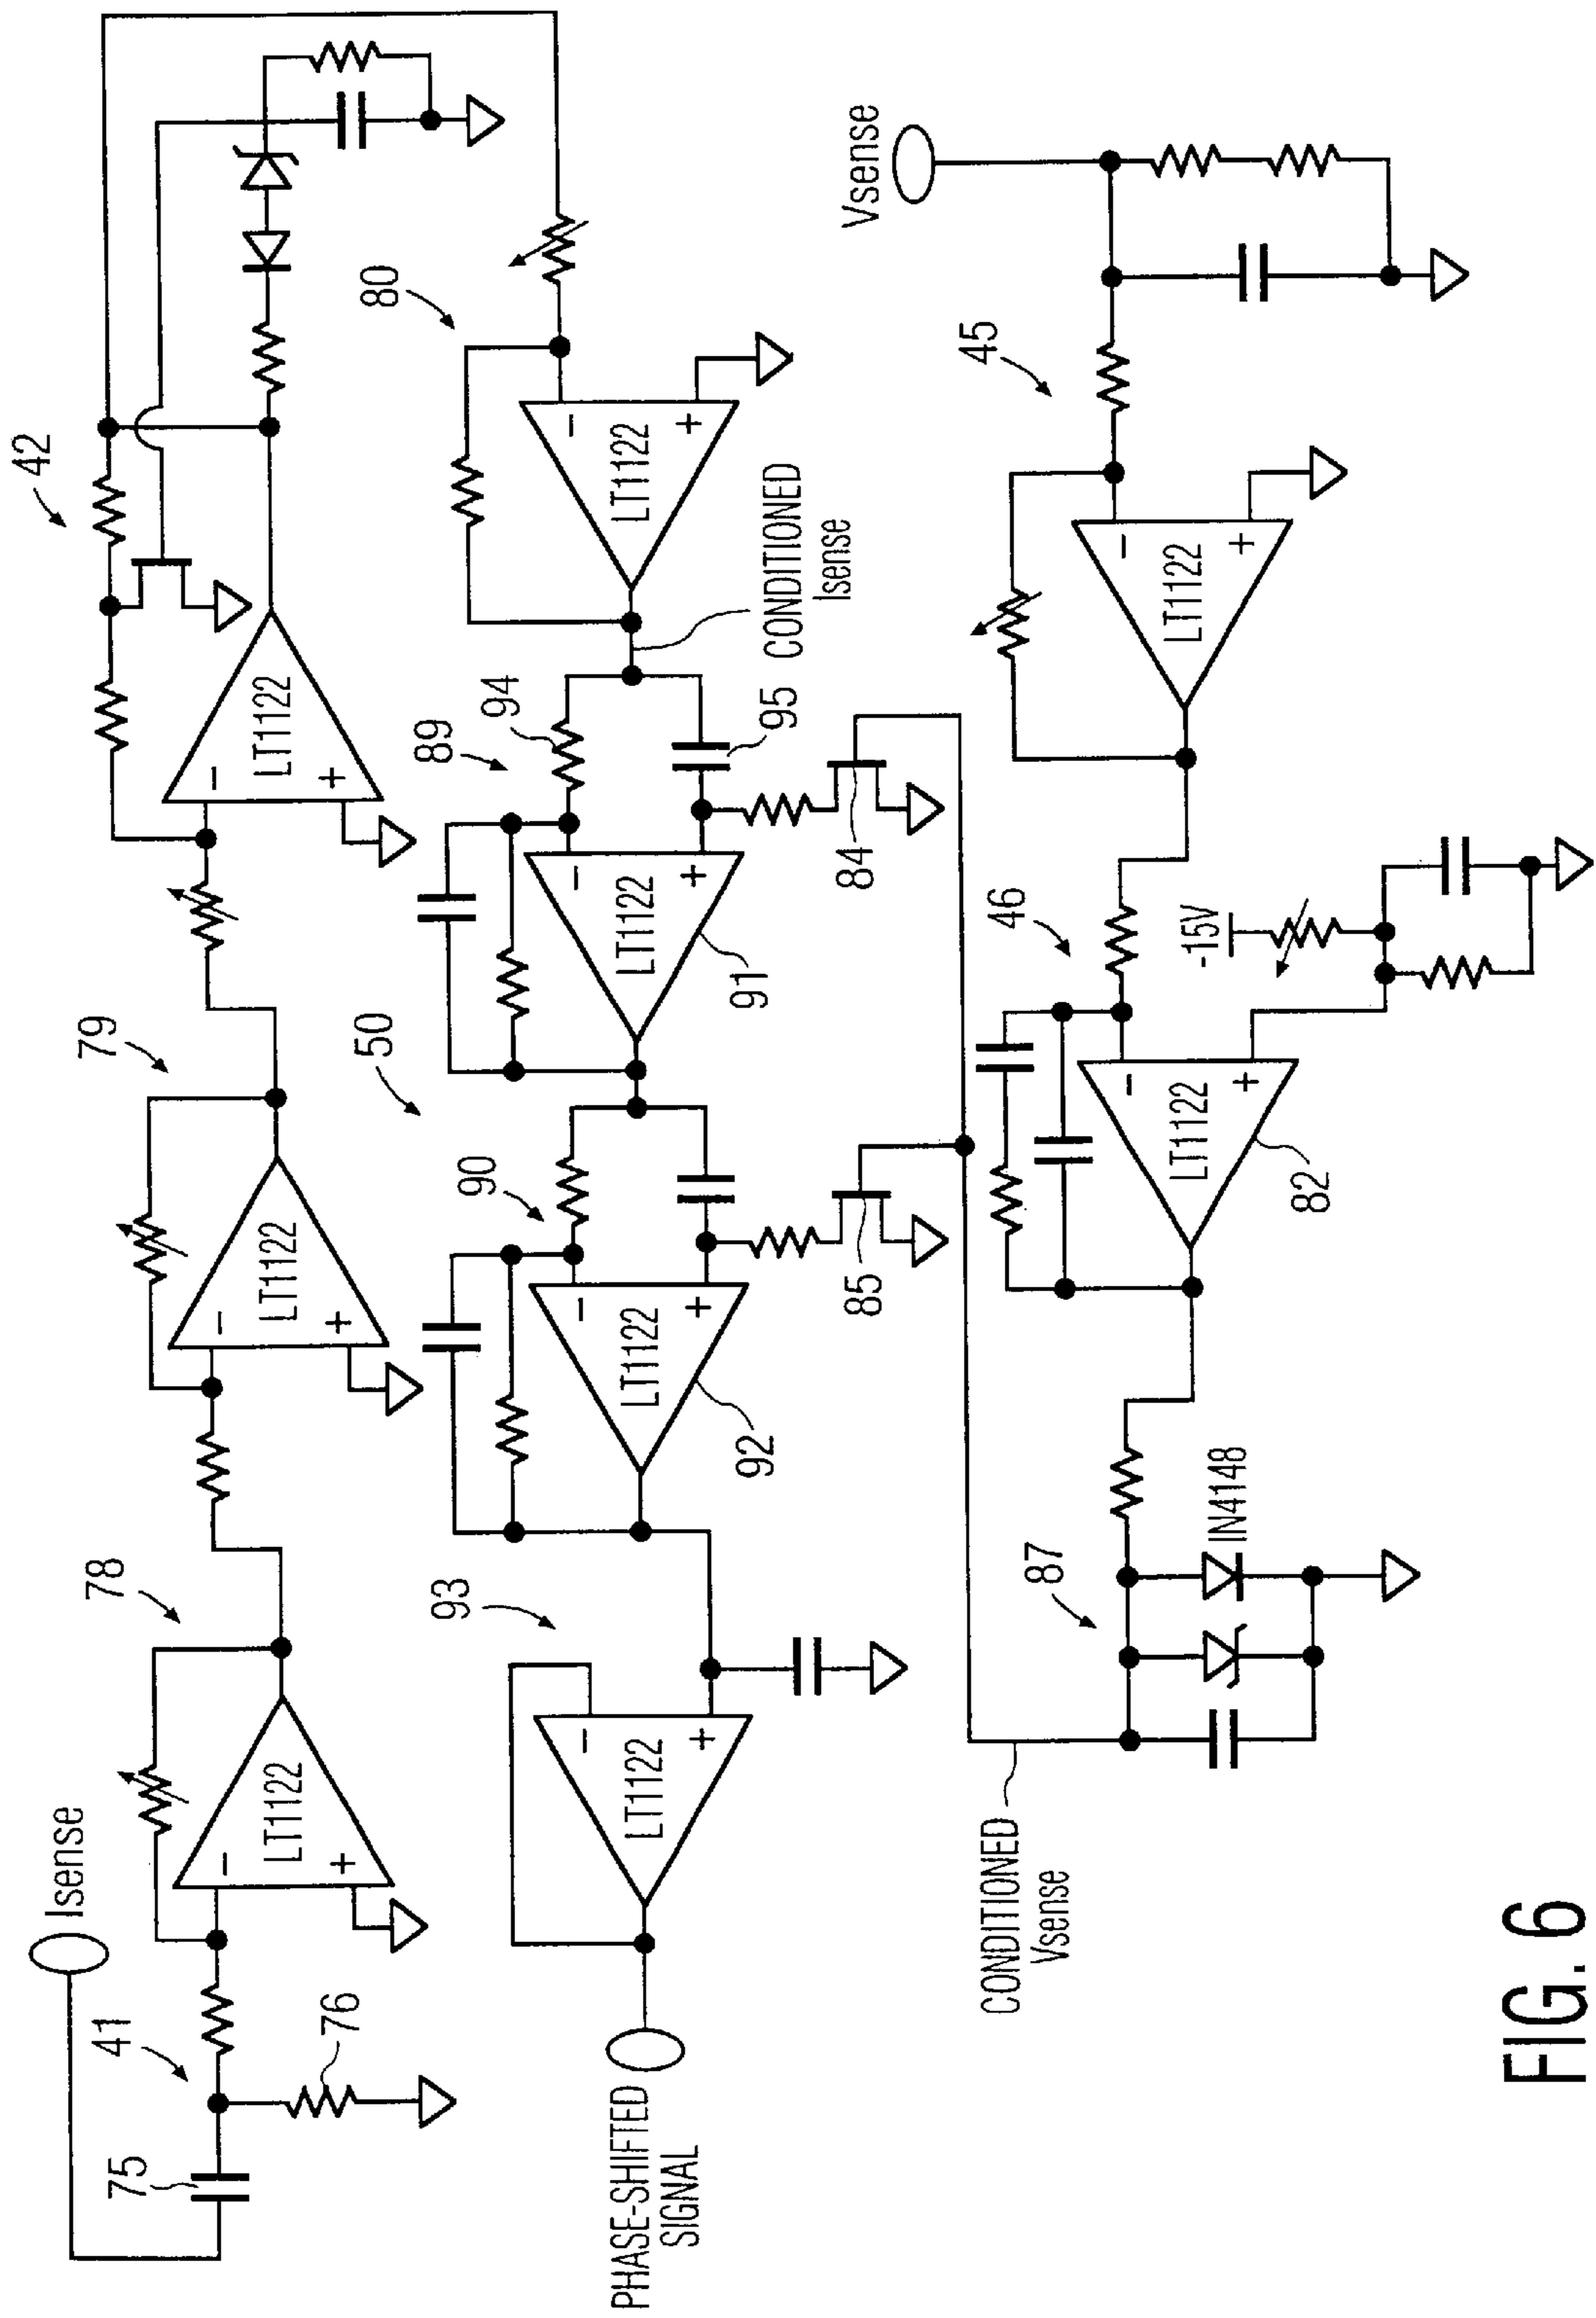 Isense
41
75
76
78
LT1122
-
+
79
LT1122
-
+
42
LT1122
-
+
80
LT1122
-
+
CONDITIONED
Isense
89
94
95
LT1122
-
+
91
84
50
90
LT1122
-
+
92
85
93
LT1122
-
+
PHASE-SHIFTED
SIGNAL
Vsense
45
LT1122
-
+
46
-15V
LT1122
-
+
82
87
IN4148
CONDITIONED
Vsense
FIG. 6